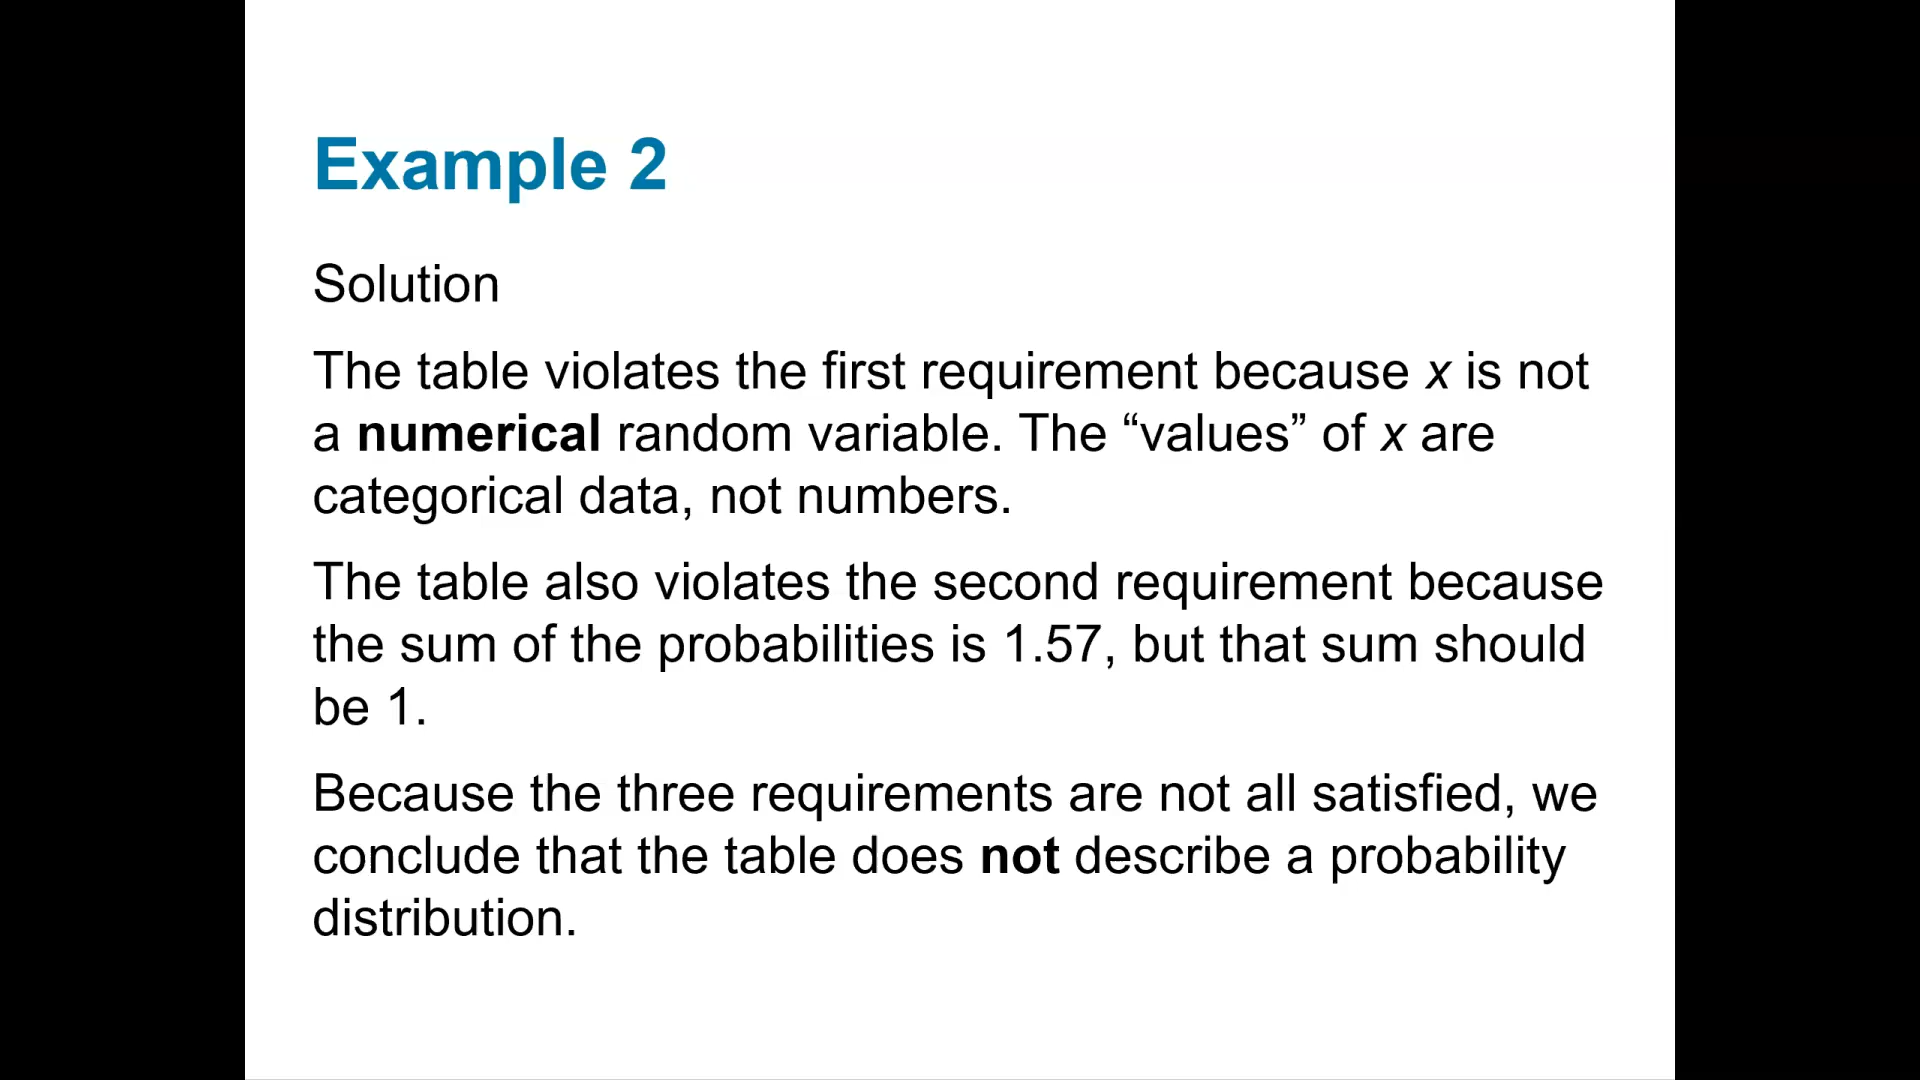 Example 2
Solution
The table violates the first requirement because x is not
a numerical random variable. The “values” of x are
categorical data, not numbers.
The table also violates the second requirement because
the sum of the probabilities is 1.57, but that sum should
be 1.
Because the three requirements are not all satisfied, we
conclude that the table does not describe a probability
distribution.